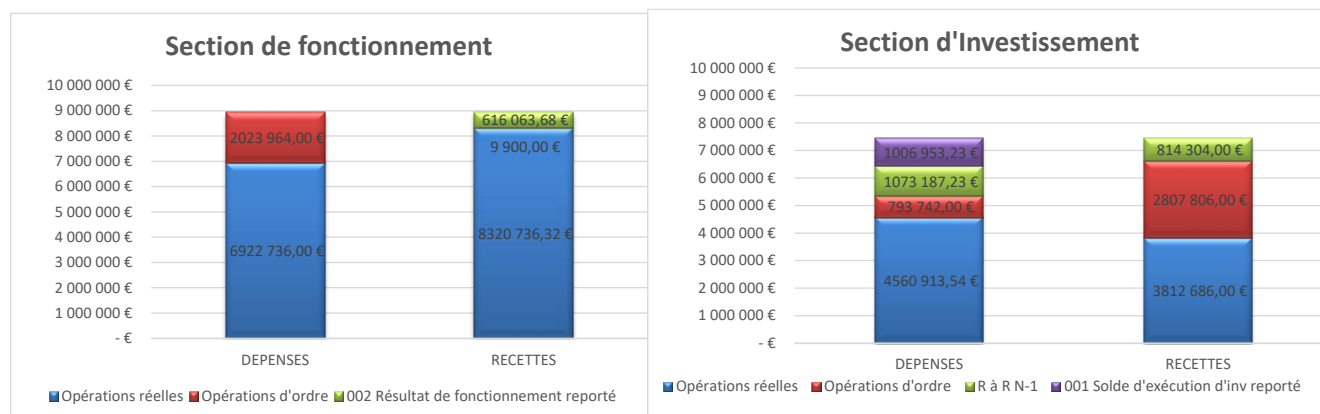 Section de fonctionnement
10 000 000 €
9 000 000 €
8 000 000 €
7 000 000 €
6 000 000 €
5 000 000 €
4 000 000 €
3 000 000 €
2 000 000 €
1 000 000 €
- €
2023 964,00 €
6922 736,00 €
616 063,68 €
9 900,00 €
8320 736,32 €
DEPENSES
RECETTES
Opérations réelles
Opérations d'ordre
002 Résultat de fonctionnement reporté
Section d'Investissement
10 000 000 €
9 000 000 €
8 000 000 €
7 000 000 €
6 000 000 €
5 000 000 €
4 000 000 €
3 000 000 €
2 000 000 €
1 000 000 €
- €
1006 953,23 €
1073 187,23 €
793 742,00 €
4560 913,54 €
814 304,00 €
2807 806,00 €
3812 686,00 €
DEPENSES
RECETTES
Opérations réelles
Opérations d'ordre
R à R N-1
001 Solde d'exécution d'inv reporté